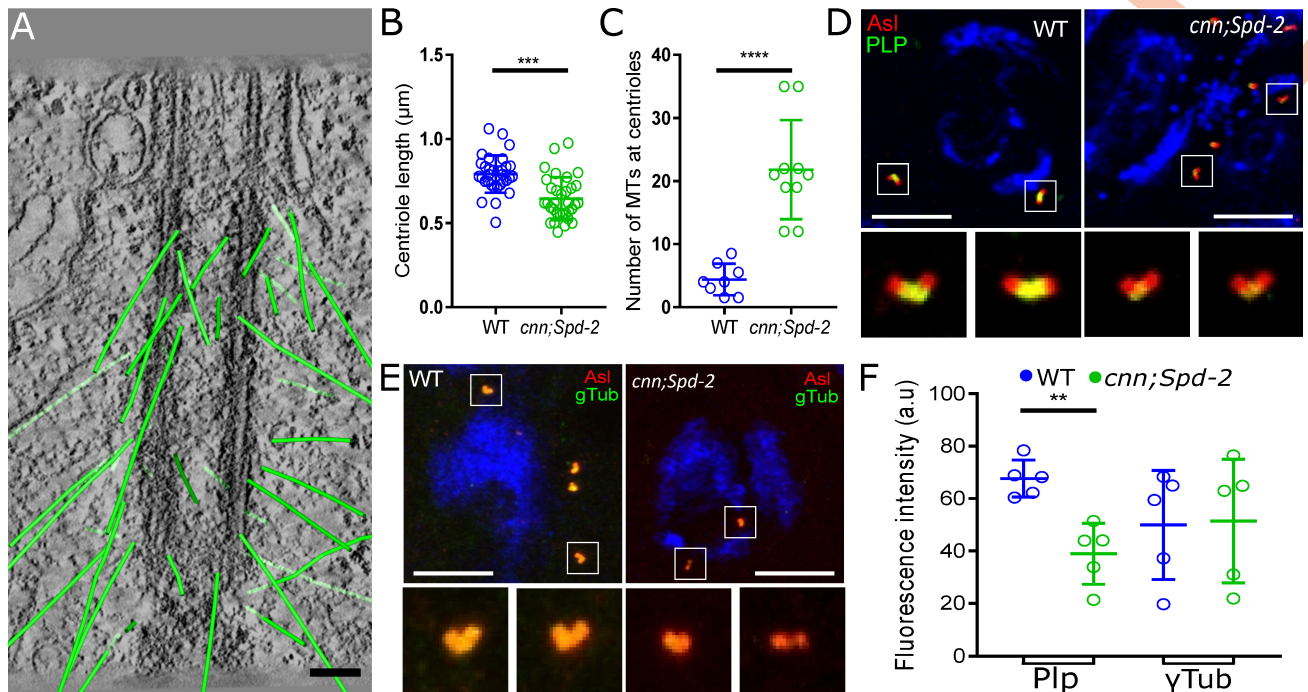 A
B
Centriole length (μm)
1.5
1.0
0.5
0.0
***
WT
cnn;Spd-2
C
Number of MTs at centrioles
40
30
20
10
0
****
WT
cnn;Spd-2
D
Asl
PLP
WT
cnn;Spd-2
E
WT
Asl
gTub
cnn;Spd-2
Asl
gTub
F
WT
cnn;Spd-2
Fluorescence intensity (a.u)
100
80
60
40
20
0
**
Plp
γTub